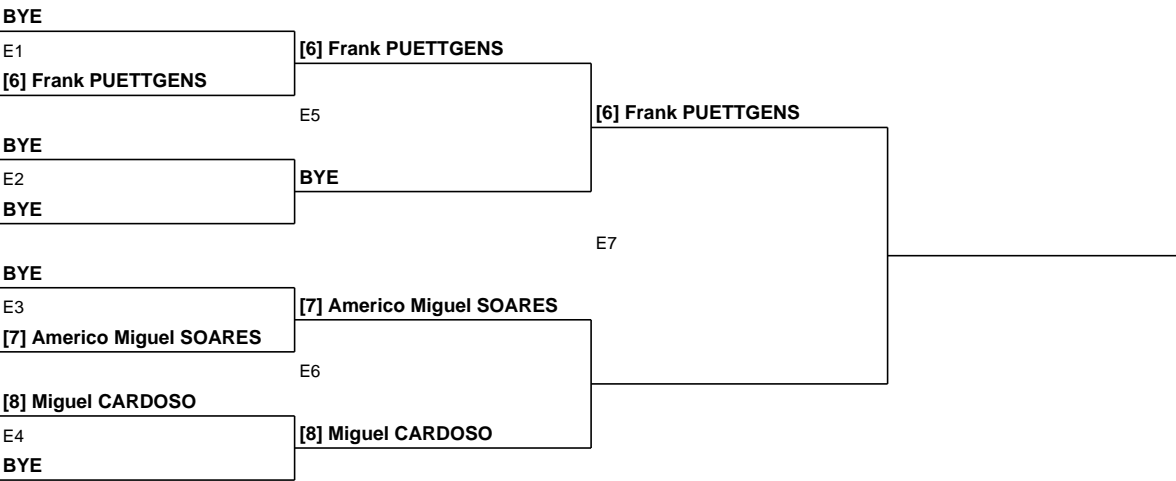 BYE
E1
[6] Frank PUETTGENS
[6] Frank PUETTGENS
E5
[6] Frank PUETTGENS
BYE
E2
BYE
BYE
E7
BYE
E3
[7] Americo Miguel SOARES
[7] Americo Miguel SOARES
E6
[8] Miguel CARDOSO
E4
BYE
[8] Miguel CARDOSO